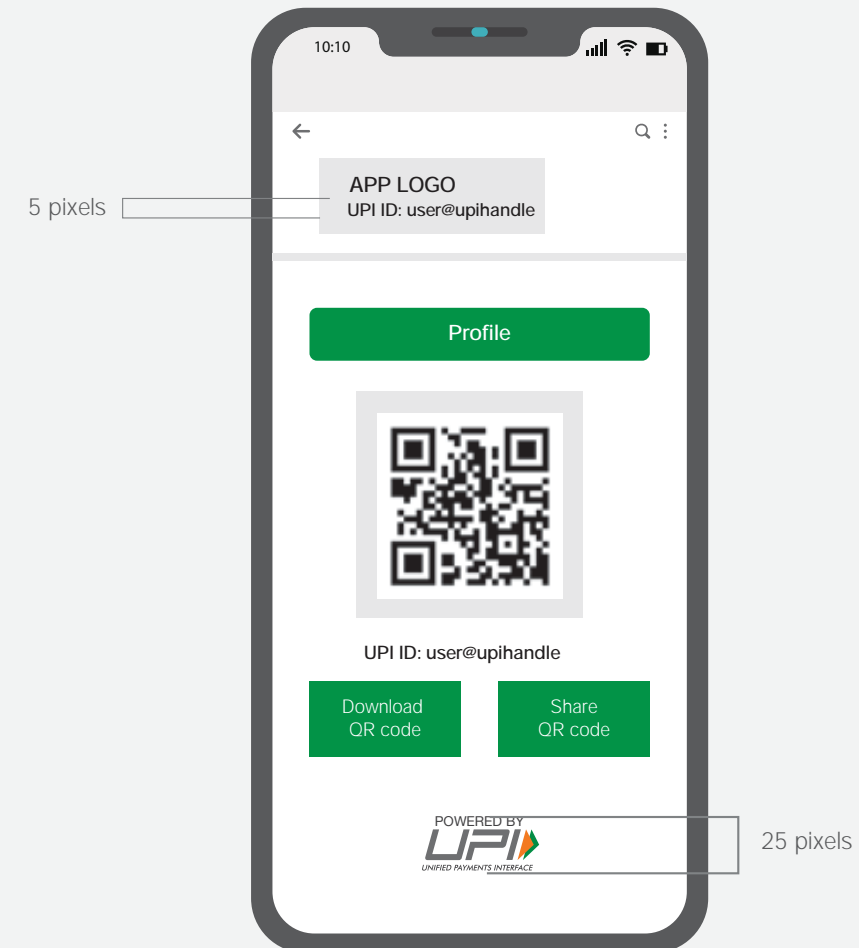 10:10
APP LOGO
UPI ID: user@upihandle
5 pixels
Profile
UPI ID: user@upihandle
Download
QR code
Share
QR code
POWERED BY
UPI
UNIFIED PAYMENTS INTERFACE
25 pixels